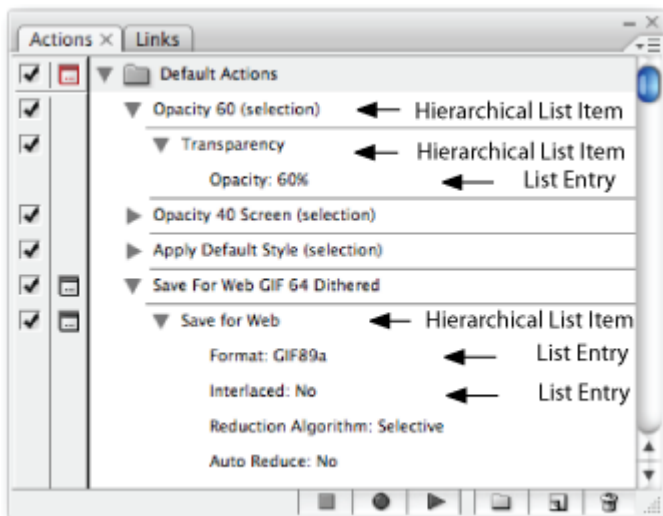 Actions × Links
Default Actions
Opacity 60 (selection) Hierarchical List Item
Transparency Hierarchical List Item
Opacity: 60% List Entry
Opacity 40 Screen (selection)
Apply Default Style (selection)
Save For Web GIF 64 Dithered
Save for Web Hierarchical List Item
Format: GIF89a List Entry
Interlaced: No List Entry
Reduction Algorithm: Selective
Auto Reduce: No